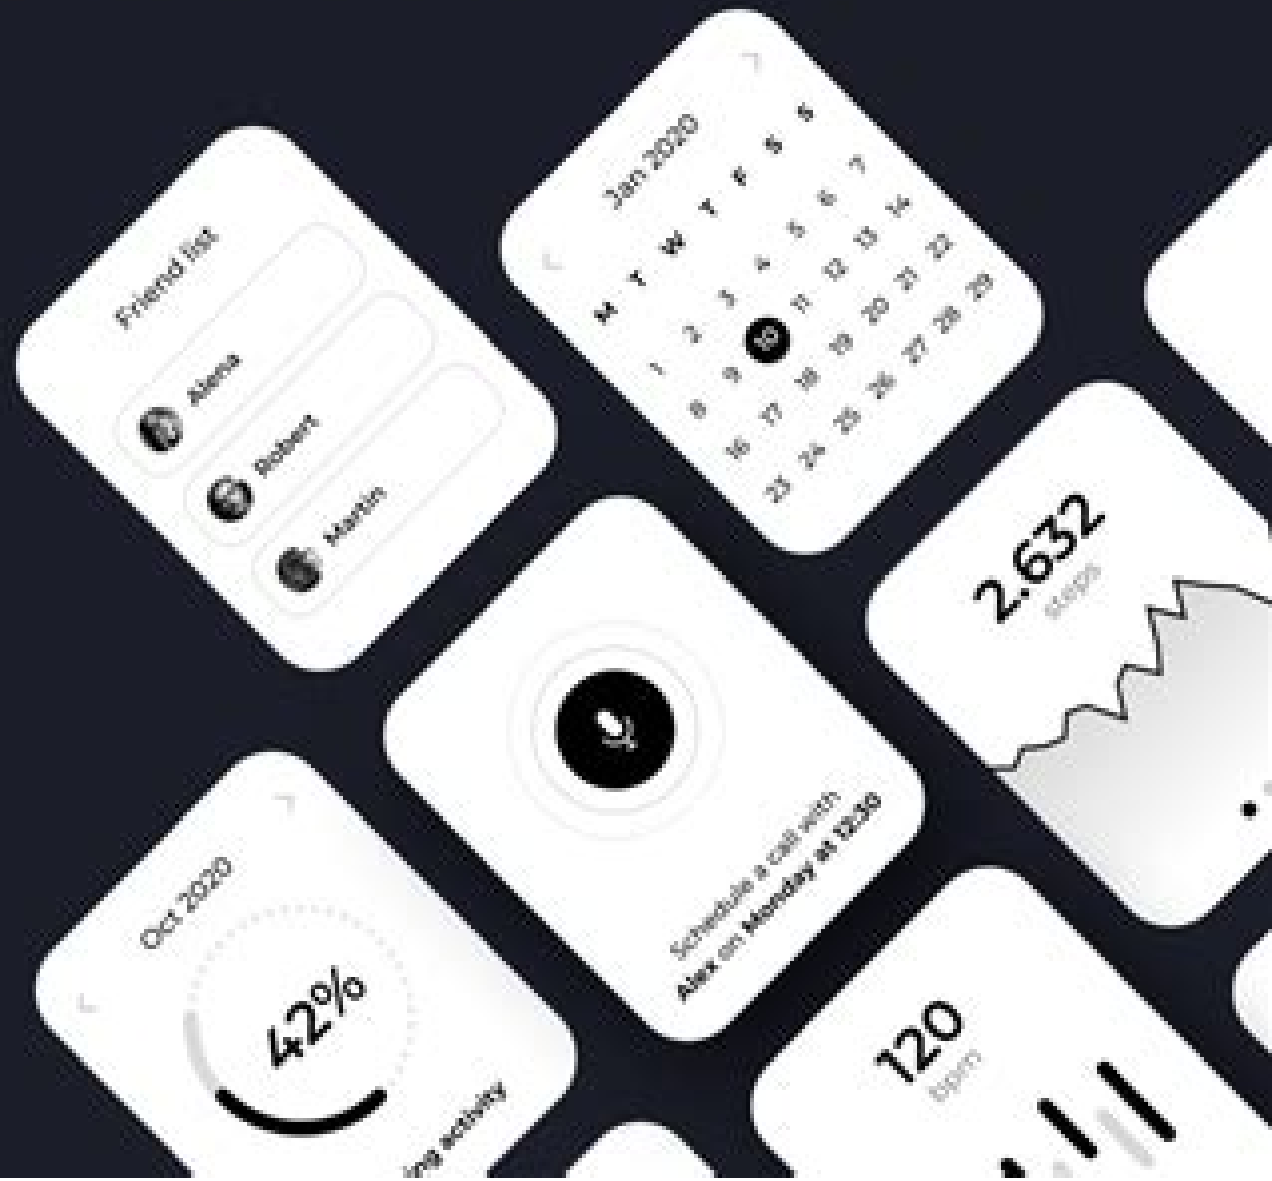 Friend list
Alena
Robert
Martin
Jan 2020
M T W T F S S
1 2 3 4 5 6 7
8 9 10 11 12 13 14
16 17 18 19 20 21 22
23 24 25 26 27 28 29
Schedule a call with
Alex on Monday at 12:30
2.632
steps
Oct 2020
42%
ing activity
120
bpm